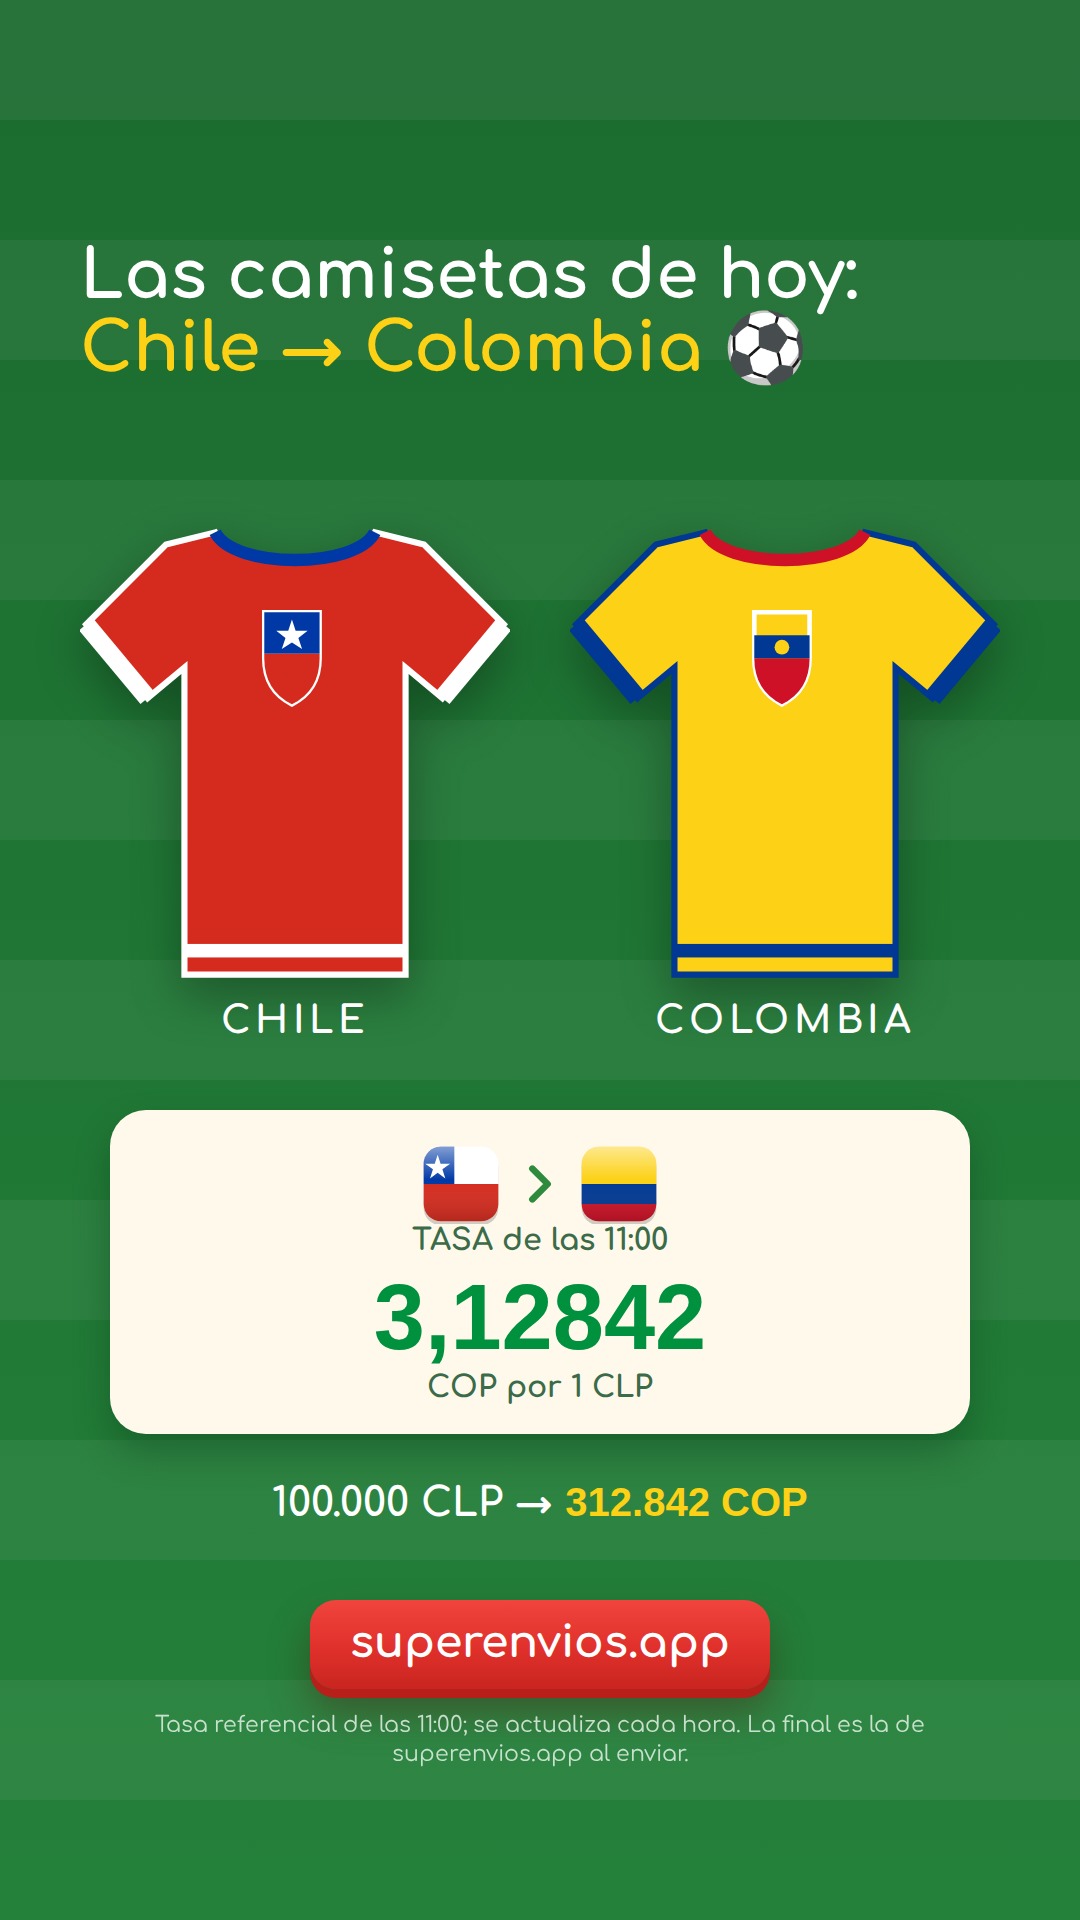 Las camisetas de hoy:
Chile → Colombia ⚽
CHILE
COLOMBIA
TASA de las 11:00
3,12842
COP por 1 CLP
100.000 CLP → 312.842 COP
superenvios.app
Tasa referencial de las 11:00; se actualiza cada hora. La final es la de
superenvios.app al enviar.